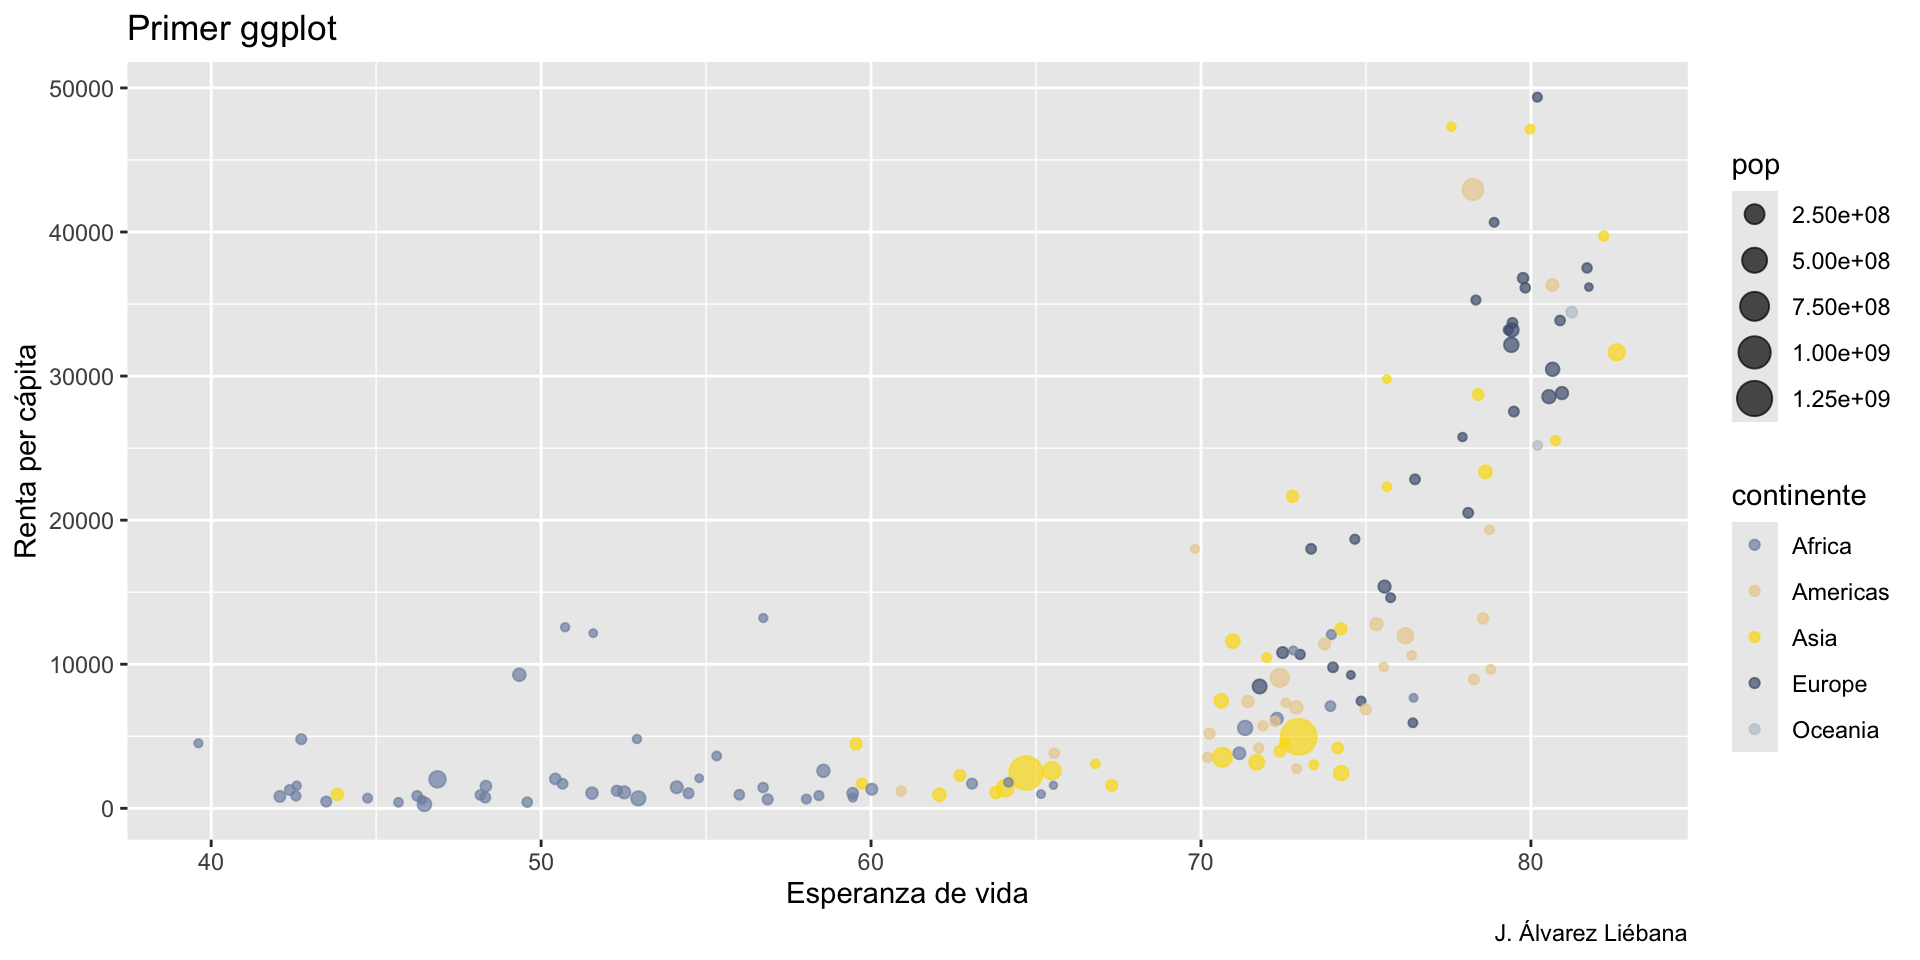 Primer ggplot
Renta per cápita
50000
40000
30000
20000
10000
0
40 50 60 70 80
Esperanza de vida
pop
2.50e+08
5.00e+08
7.50e+08
1.00e+09
1.25e+09
continente
Africa
Americas
Asia
Europe
Oceania
J. Álvarez Liébana